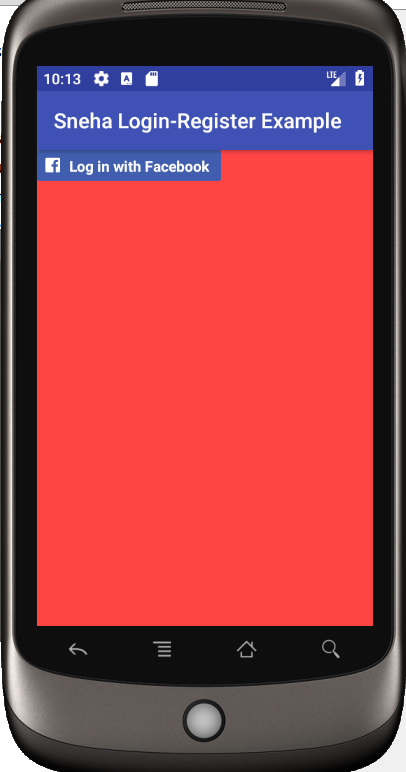 10:13 A LTE
Sneha Login-Register Example
f Log in with Facebook